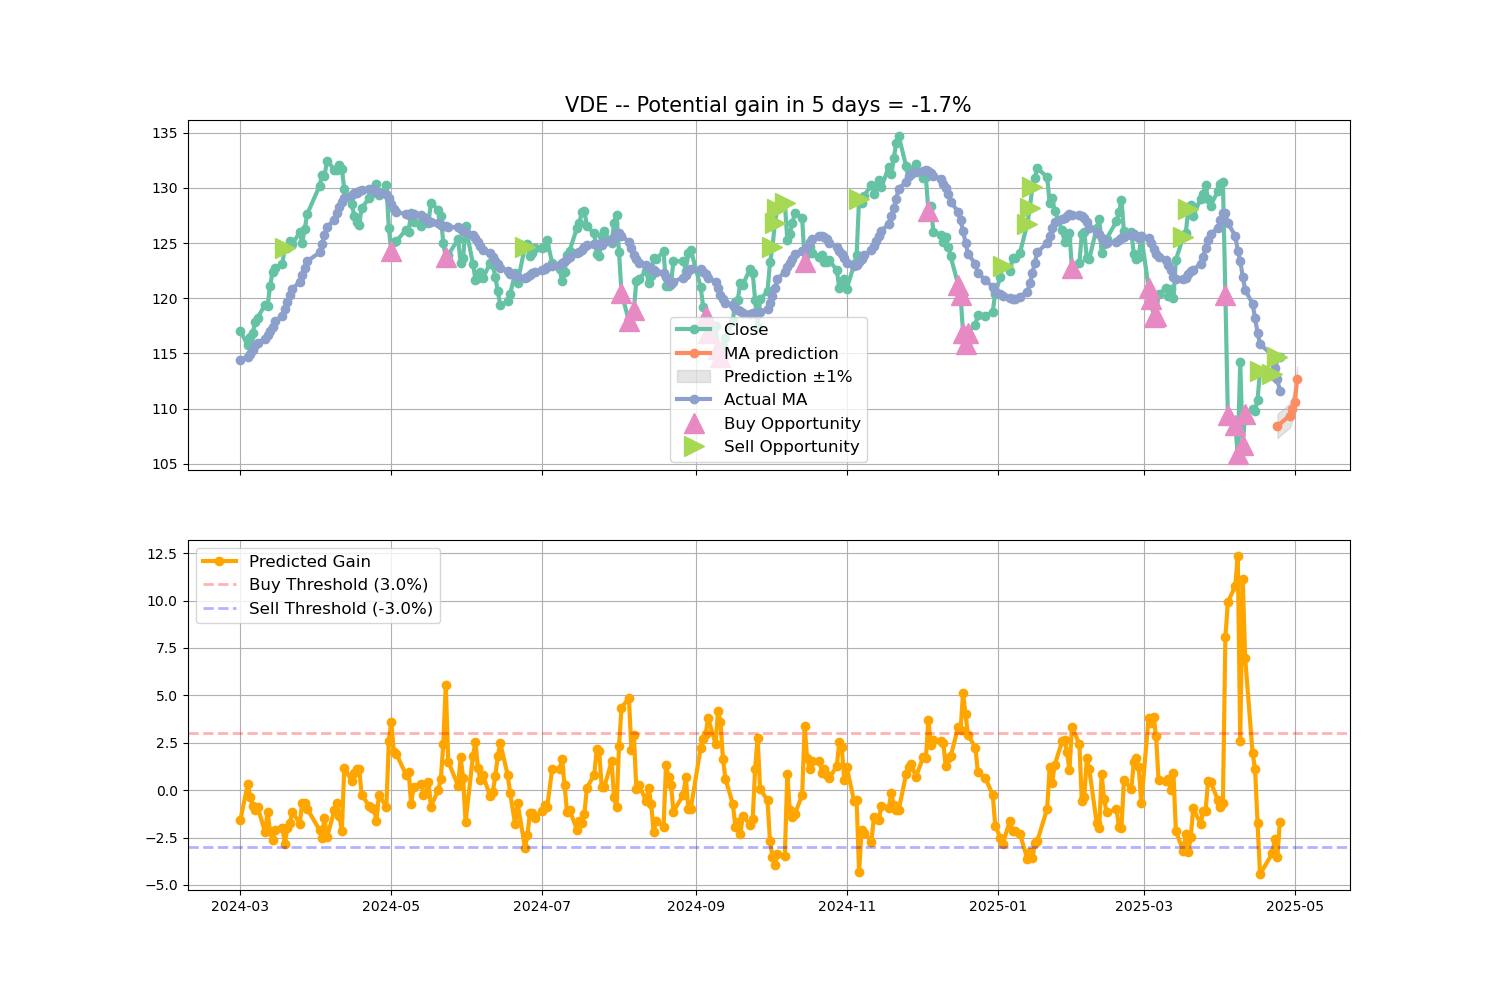 VDE -- Potential gain in 5 days = -1.7%
135
130
125
120
115
110
105
Close
MA prediction
Prediction ±1%
Actual MA
Buy Opportunity
Sell Opportunity
12.5
10.0
7.5
5.0
2.5
0.0
−2.5
−5.0
Predicted Gain
Buy Threshold (3.0%)
Sell Threshold (-3.0%)
2024-03
2024-05
2024-07
2024-09
2024-11
2025-01
2025-03
2025-05